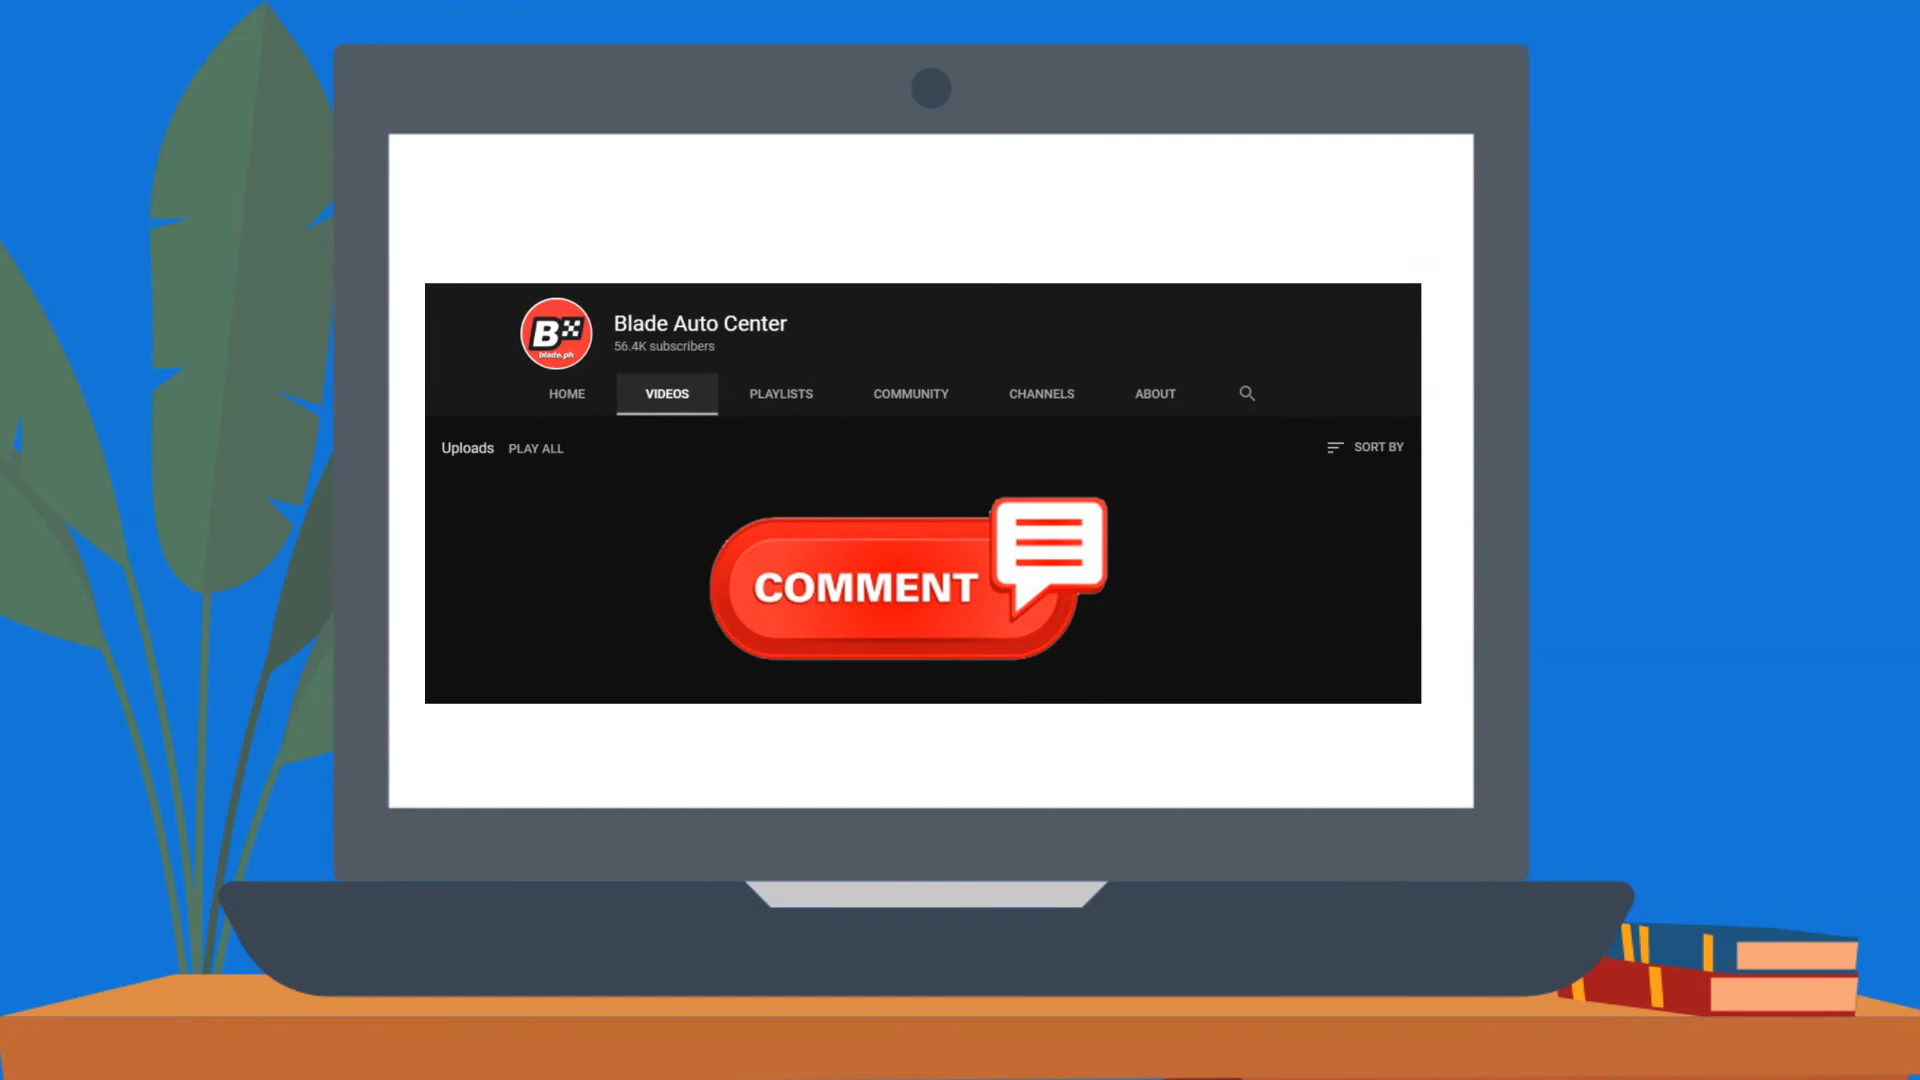 Blade Auto Center
56.4K subscribers
B
blade.ph
HOME VIDEOS PLAYLISTS COMMUNITY CHANNELS ABOUT
Uploads PLAY ALL SORT BY
COMMENT